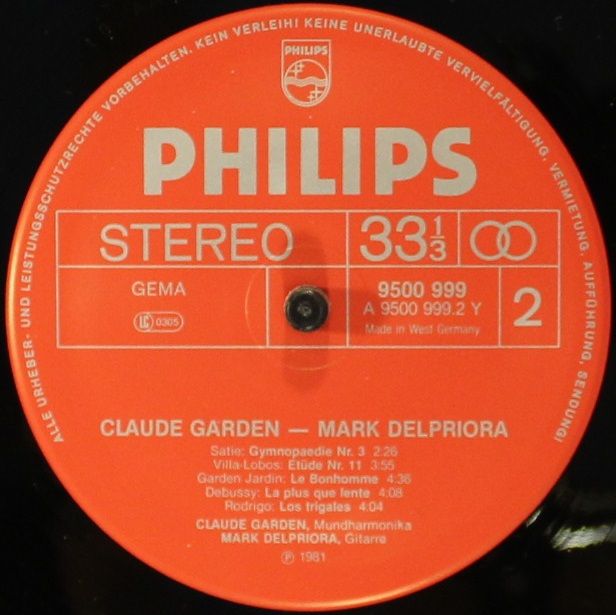 ALLE URHEBER- UND LEISTUNGSSCHUTZRECHTE VORBEHALTEN. KEIN VERLEIH! KEINE UNERLAUBTE VERVIELFÄLTIGUNG, VERMIETUNG, AUFFÜHRUNG, SENDUNG!
PHILIPS
PHILIPS
STEREO 33 1/3
GEMA 9500 999
A 9500 999.2 Y 2
LC 0305 Made in West Germany
CLAUDE GARDEN — MARK DELPRIORA
Satie: Gymnopaedie Nr. 3 2:26
Villa-Lobos: Etüde Nr. 11 3:55
Garden Jardin: Le Bonhomme 4:36
Debussy: La plus que lente 4:08
Rodrigo: Los trigales 4:04
CLAUDE GARDEN, Mundharmonika
MARK DELPRIORA, Gitarre
Ⓟ 1981